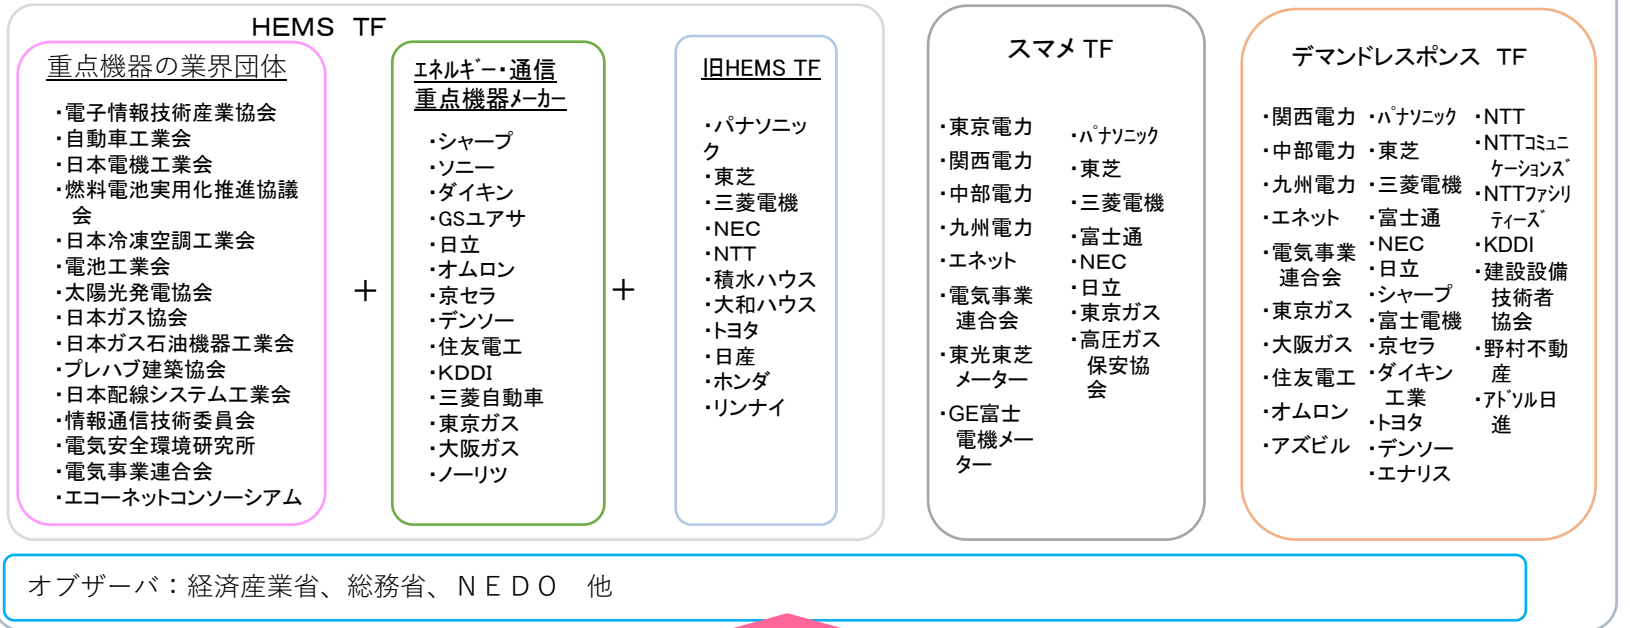 HEMS TF
重点機器の業界団体
・電子情報技術産業協会
・自動車工業会
・日本電機工業会
・燃料電池実用化推進協議
会
・日本冷凍空調工業会
・電池工業会
・太陽光発電協会
・日本ガス協会
・日本ガス石油機器工業会
・プレハブ建築協会
・日本配線システム工業会
・情報通信技術委員会
・電気安全環境研究所
・電気事業連合会
・エコーネットコンソーシアム
＋
ｴﾈﾙｷﾞｰ・通信
重点機器ﾒｰｶｰ
・シャープ
・ソニー
・ダイキン
・GSユアサ
・日立
・オムロン
・京セラ
・デンソー
・住友電工
・KDDI
・三菱自動車
・東京ガス
・大阪ガス
・ノーリツ
＋
旧HEMS TF
・パナソニッ
ク
・東芝
・三菱電機
・NEC
・NTT
・積水ハウス
・大和ハウス
・トヨタ
・日産
・ホンダ
・リンナイ
スマメ TF
・東京電力
・関西電力
・中部電力
・九州電力
・エネット
・電気事業
連合会
・東光東芝
メーター
・GE富士
電機メー
ター
・ﾊﾟﾅｿﾆｯｸ
・東芝
・三菱電機
・富士通
・NEC
・日立
・東京ガス
・高圧ガス
保安協
会
デマンドレスポンス TF
・関西電力
・中部電力
・九州電力
・エネット
・電気事業
連合会
・東京ガス
・大阪ガス
・住友電工
・オムロン
・アズビル
・ﾊﾟﾅｿﾆｯｸ
・東芝
・三菱電機
・富士通
・NEC
・日立
・シャープ
・富士電機
・京セラ
・ダイキン
工業
・トヨタ
・デンソー
・エナリス
・NTT
・NTTｺﾐｭﾆ
ｹｰｼｮﾝｽﾞ
・NTTﾌｧｼﾘ
ﾃｨｰｽﾞ
・KDDI
・建設設備
技術者
協会
・野村不動
産
・ｱﾄﾞｿﾙ日
進
オブザーバ：経済産業省、総務省、ＮＥＤＯ　他